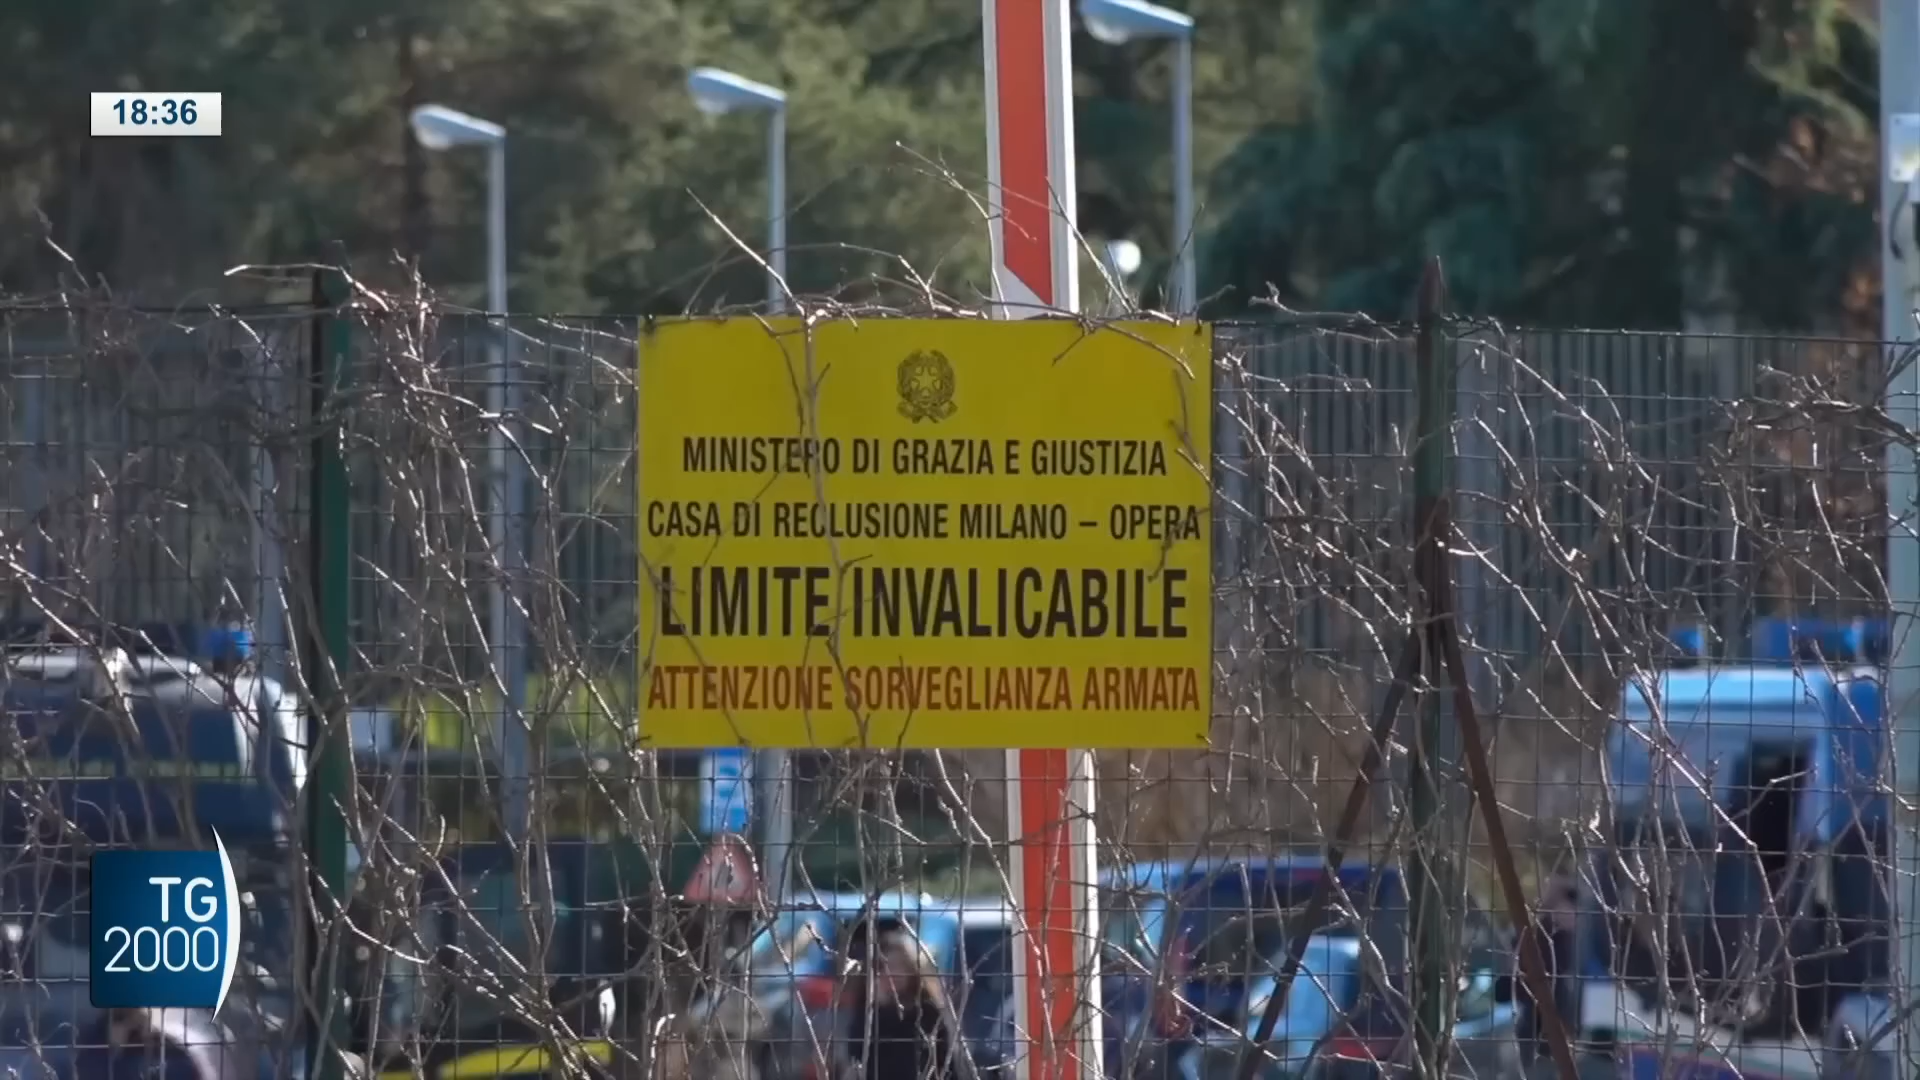 18:36
MINISTERO DI GRAZIA E GIUSTIZIA
CASA DI RECLUSIONE MILANO – OPERA
LIMITE INVALICABILE
ATTENZIONE SORVEGLIANZA ARMATA
TG
2000